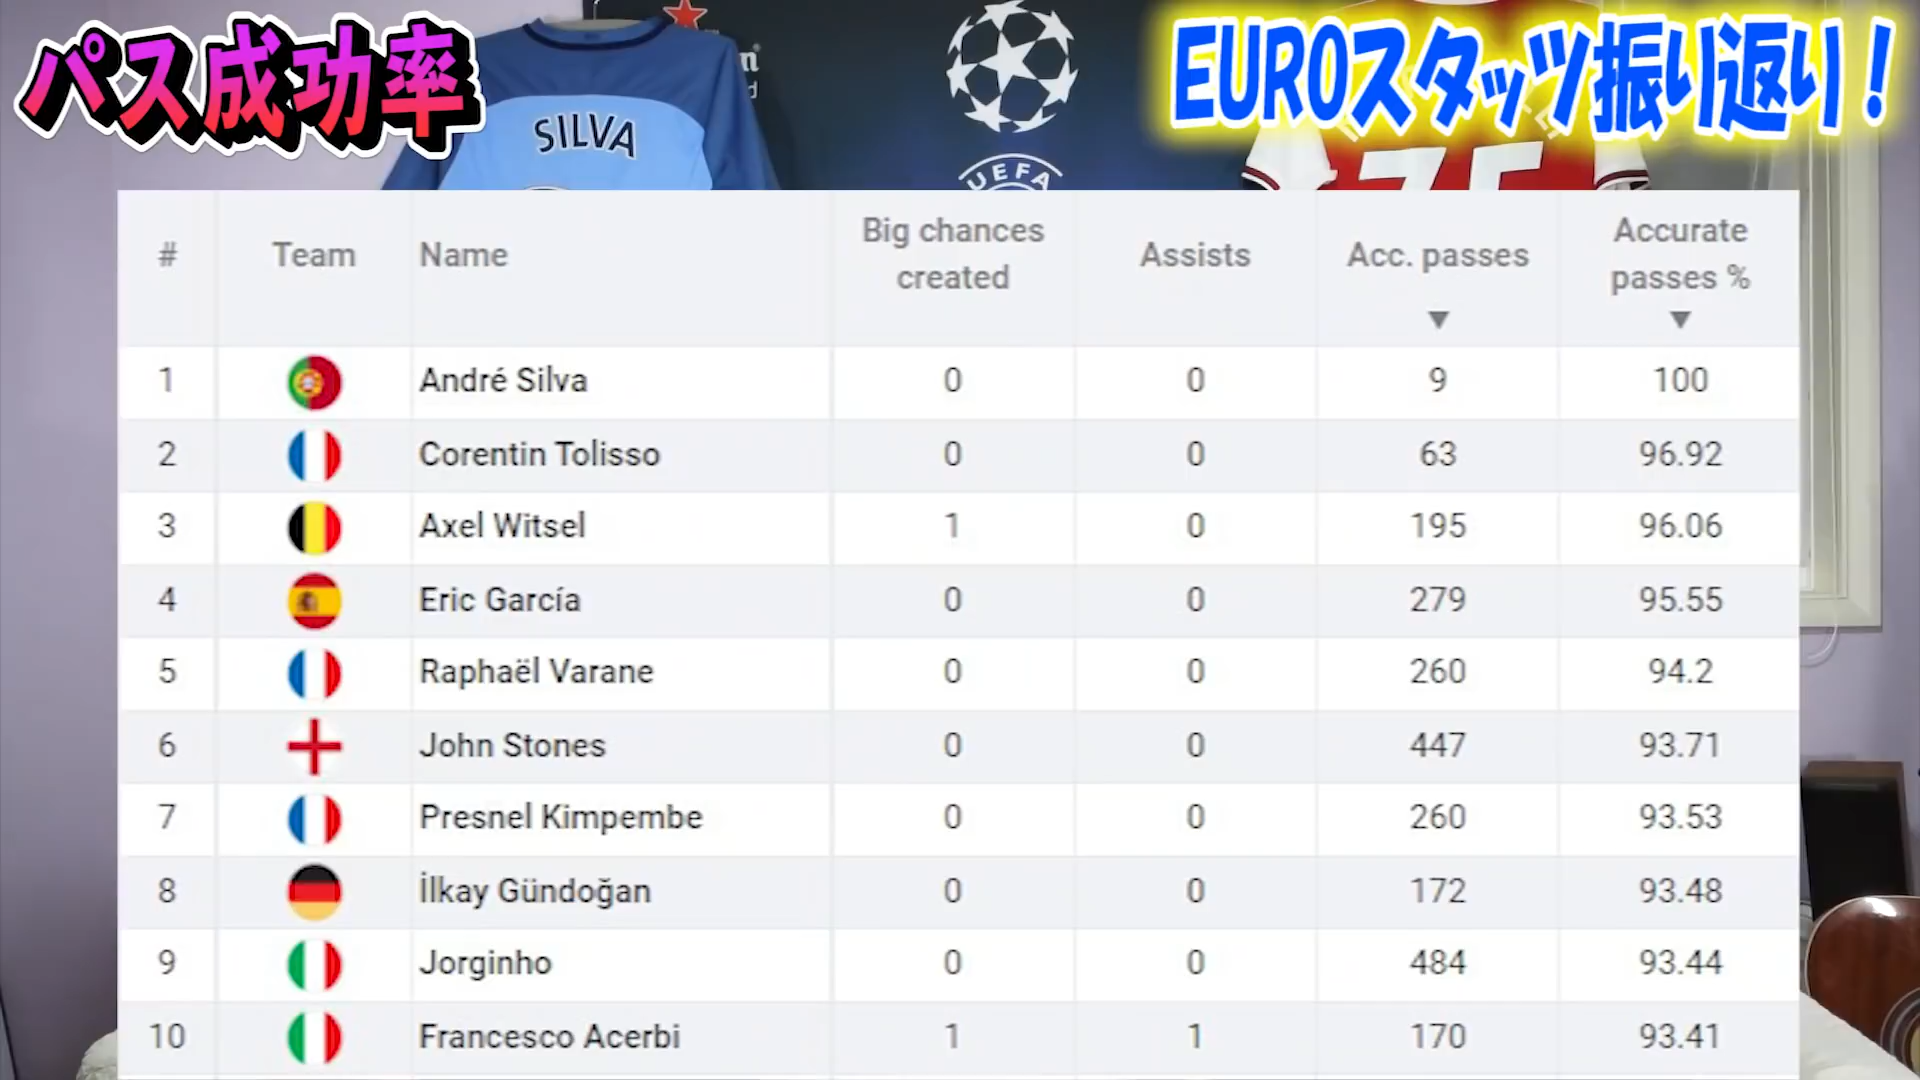 パス成功率
EUROスタッツ振り返り！
SILVA
UEFA
75
# Team Name Big chances created Assists Acc. passes ▼ Accurate passes % ▼
1 André Silva 0 0 9 100
2 Corentin Tolisso 0 0 63 96.92
3 Axel Witsel 1 0 195 96.06
4 Eric García 0 0 279 95.55
5 Raphaël Varane 0 0 260 94.2
6 John Stones 0 0 447 93.71
7 Presnel Kimpembe 0 0 260 93.53
8 İlkay Gündoğan 0 0 172 93.48
9 Jorginho 0 0 484 93.44
10 Francesco Acerbi 1 1 170 93.41